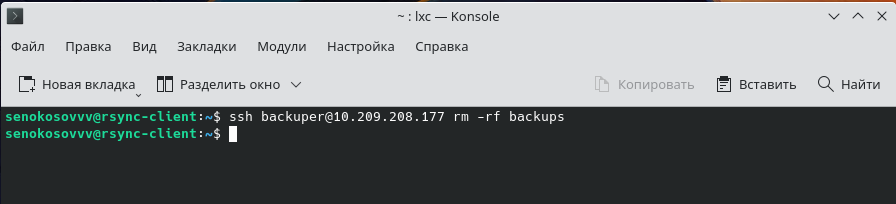 ~ : lxc — Konsole
Файл Правка Вид Закладки Модули Настройка Справка
Новая вкладка Разделить окно Копировать Вставить Найти
senokosovvv@rsync-client:~$ ssh backuper@10.209.208.177 rm -rf backups
senokosovvv@rsync-client:~$